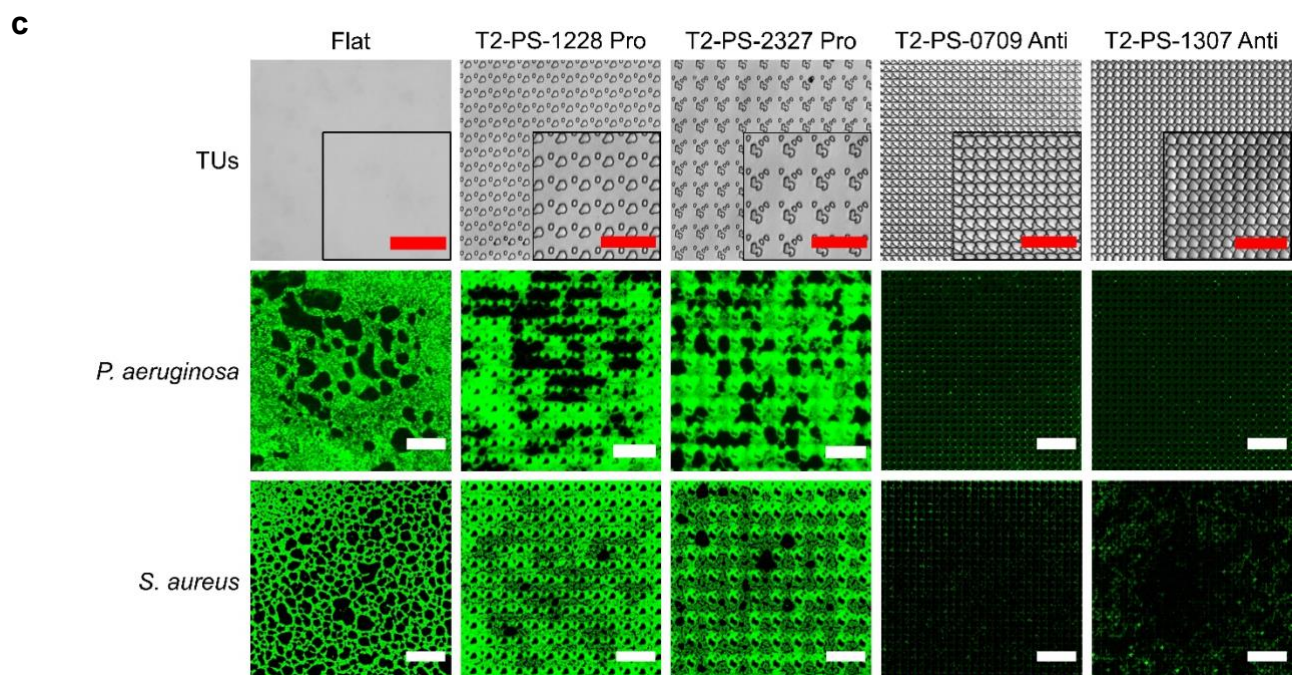 c
Flat
T2-PS-1228 Pro
T2-PS-2327 Pro
T2-PS-0709 Anti
T2-PS-1307 Anti
TUs
P. aeruginosa
S. aureus